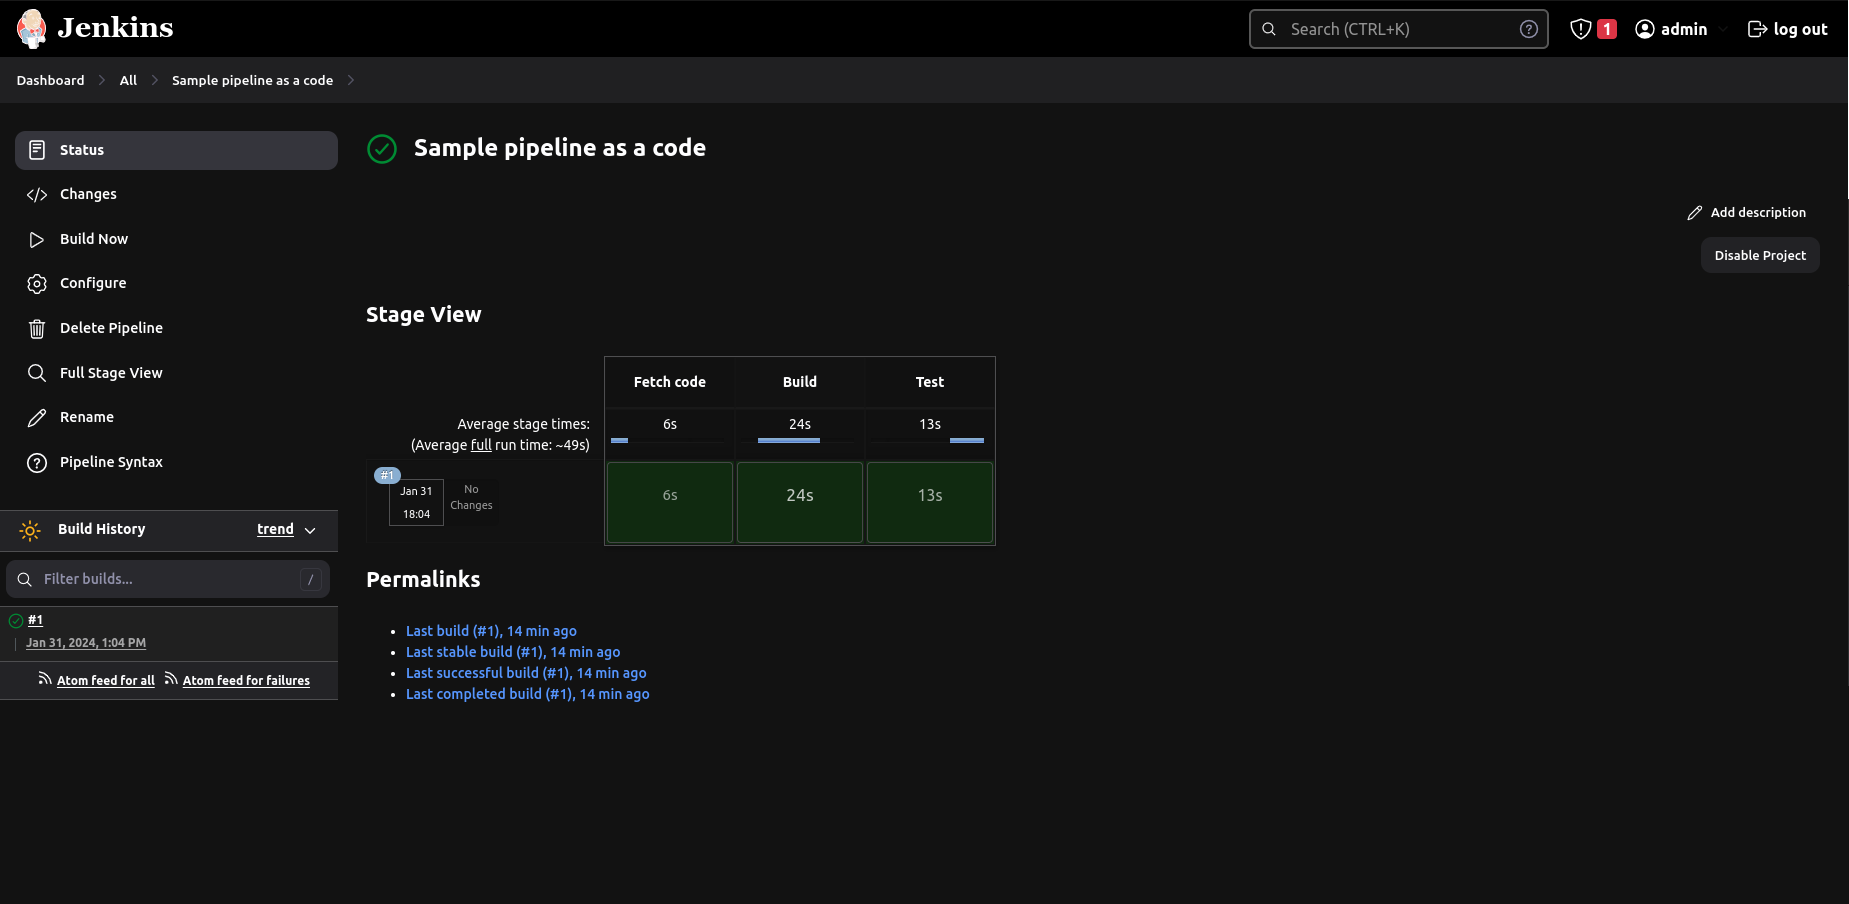 Jenkins
Search (CTRL+K)
1
admin
log out
Dashboard
All
Sample pipeline as a code
Status
Changes
Build Now
Configure
Delete Pipeline
Full Stage View
Rename
Pipeline Syntax
Build History
trend
Filter builds...
/
#1
Jan 31, 2024, 1:04 PM
Atom feed for all
Atom feed for failures
Sample pipeline as a code
Add description
Disable Project
Stage View
Fetch code
Build
Test
Average stage times:
(Average full run time: ~49s)
6s
24s
13s
#1
Jan 31
18:04
No
Changes
6s
24s
13s
Permalinks
Last build (#1), 14 min ago
Last stable build (#1), 14 min ago
Last successful build (#1), 14 min ago
Last completed build (#1), 14 min ago